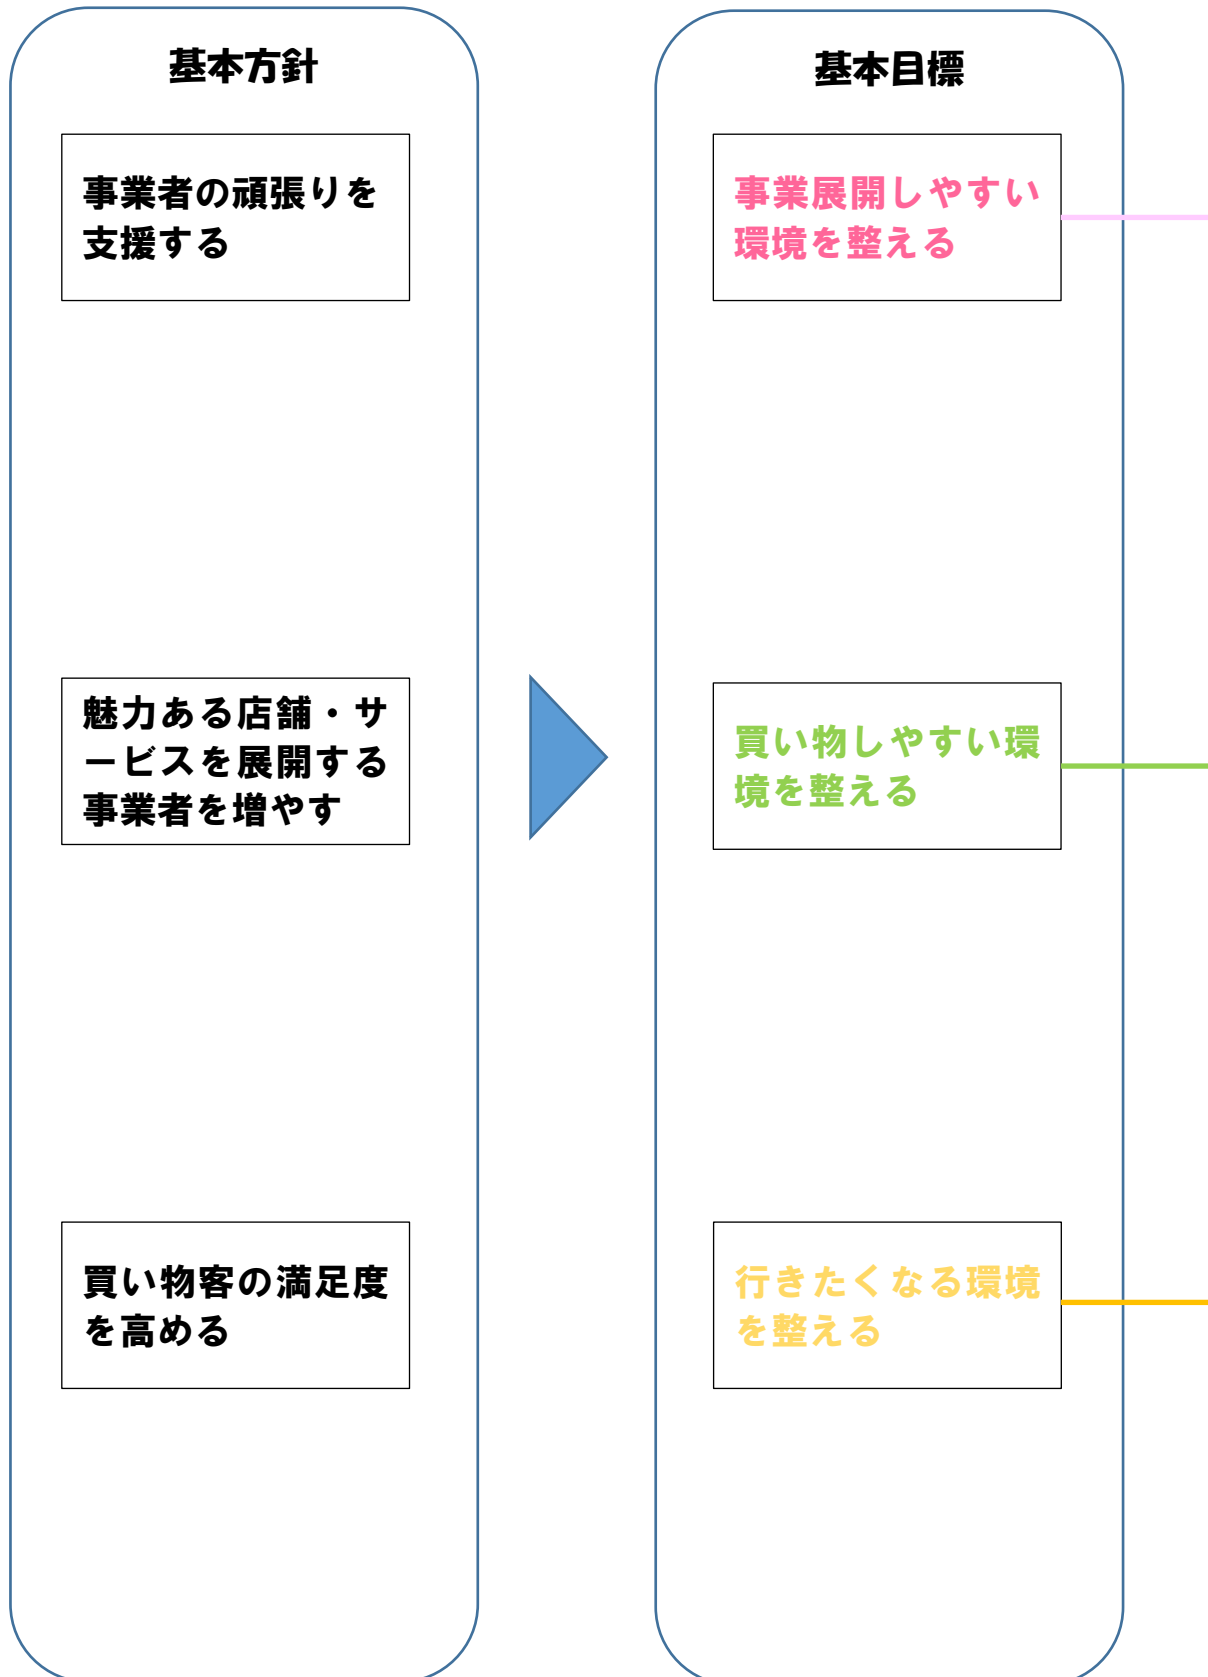 基本方針
事業者の頑張りを
支援する
魅力ある店舗・サ
ービスを展開する
事業者を増やす
買い物客の満足度
を高める
基本目標
事業展開しやすい
環境を整える
買い物しやすい環
境を整える
行きたくなる環境
を整える